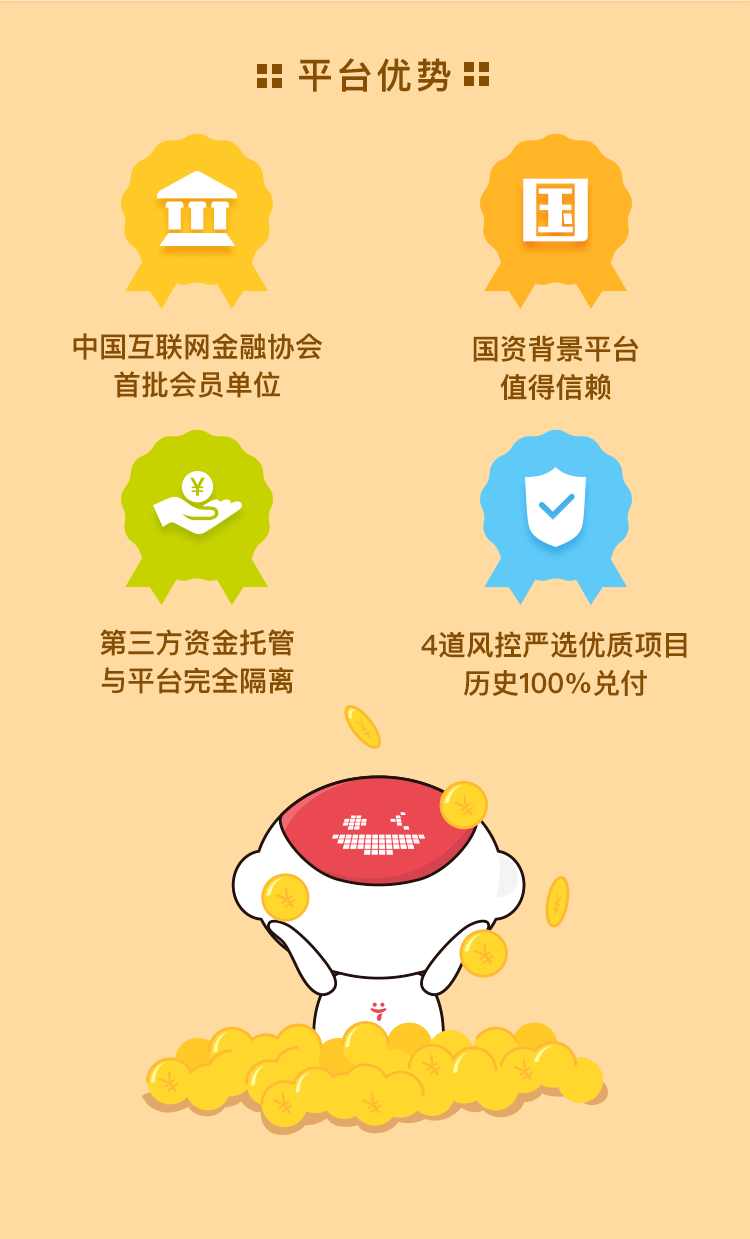 平台优势
国
中国互联网金融协会
首批会员单位
国资背景平台
值得信赖
¥
第三方资金托管
与平台完全隔离
4道风控严选优质项目
历史100%兑付